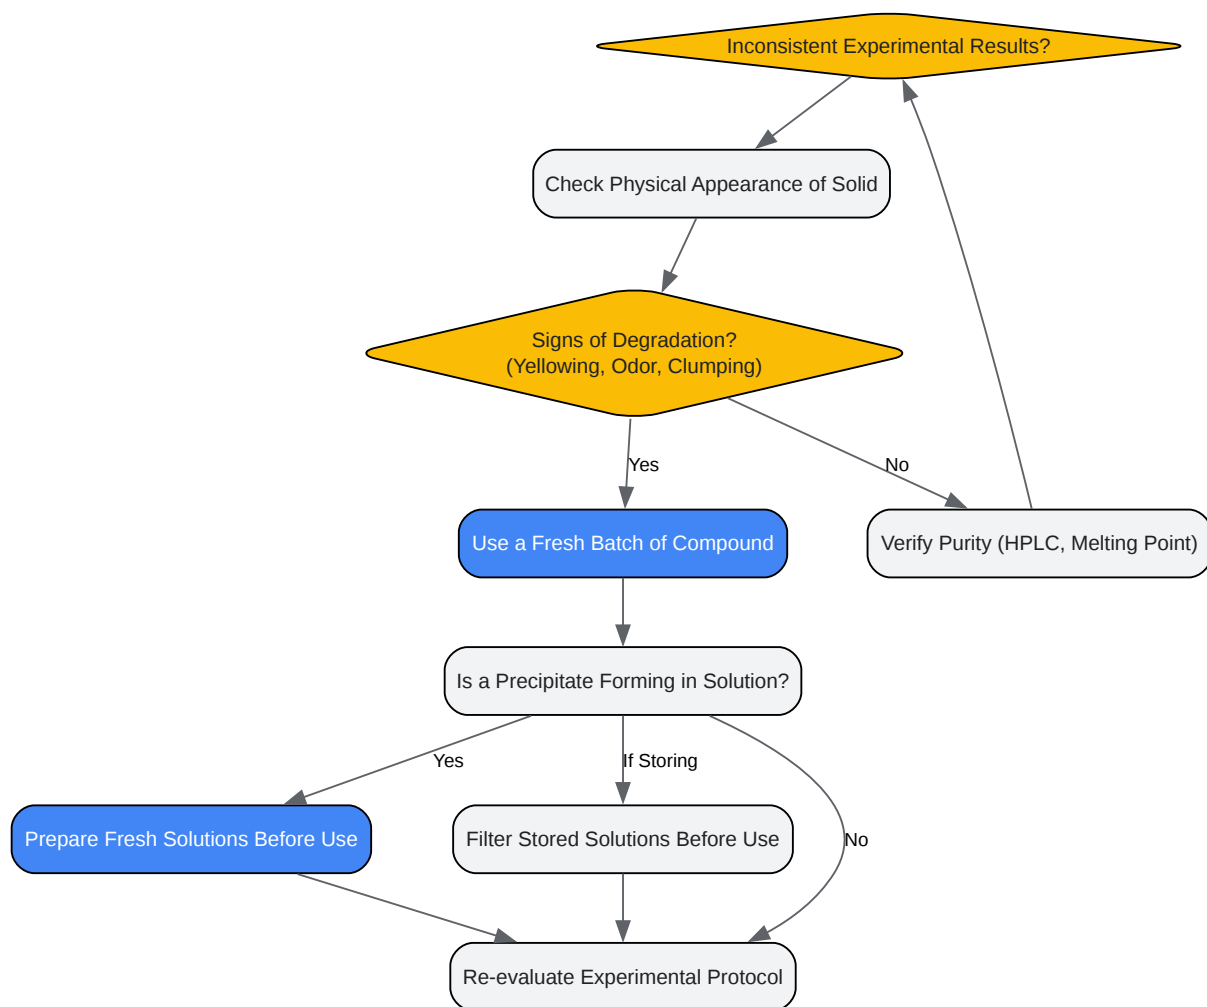 Inconsistent Experimental Results?
Check Physical Appearance of Solid
Signs of Degradation?
(Yellowing, Odor, Clumping)
Yes
No
Use a Fresh Batch of Compound
Verify Purity (HPLC, Melting Point)
Is a Precipitate Forming in Solution?
Yes
If Storing
Prepare Fresh Solutions Before Use
Filter Stored Solutions Before Use
No
Re-evaluate Experimental Protocol